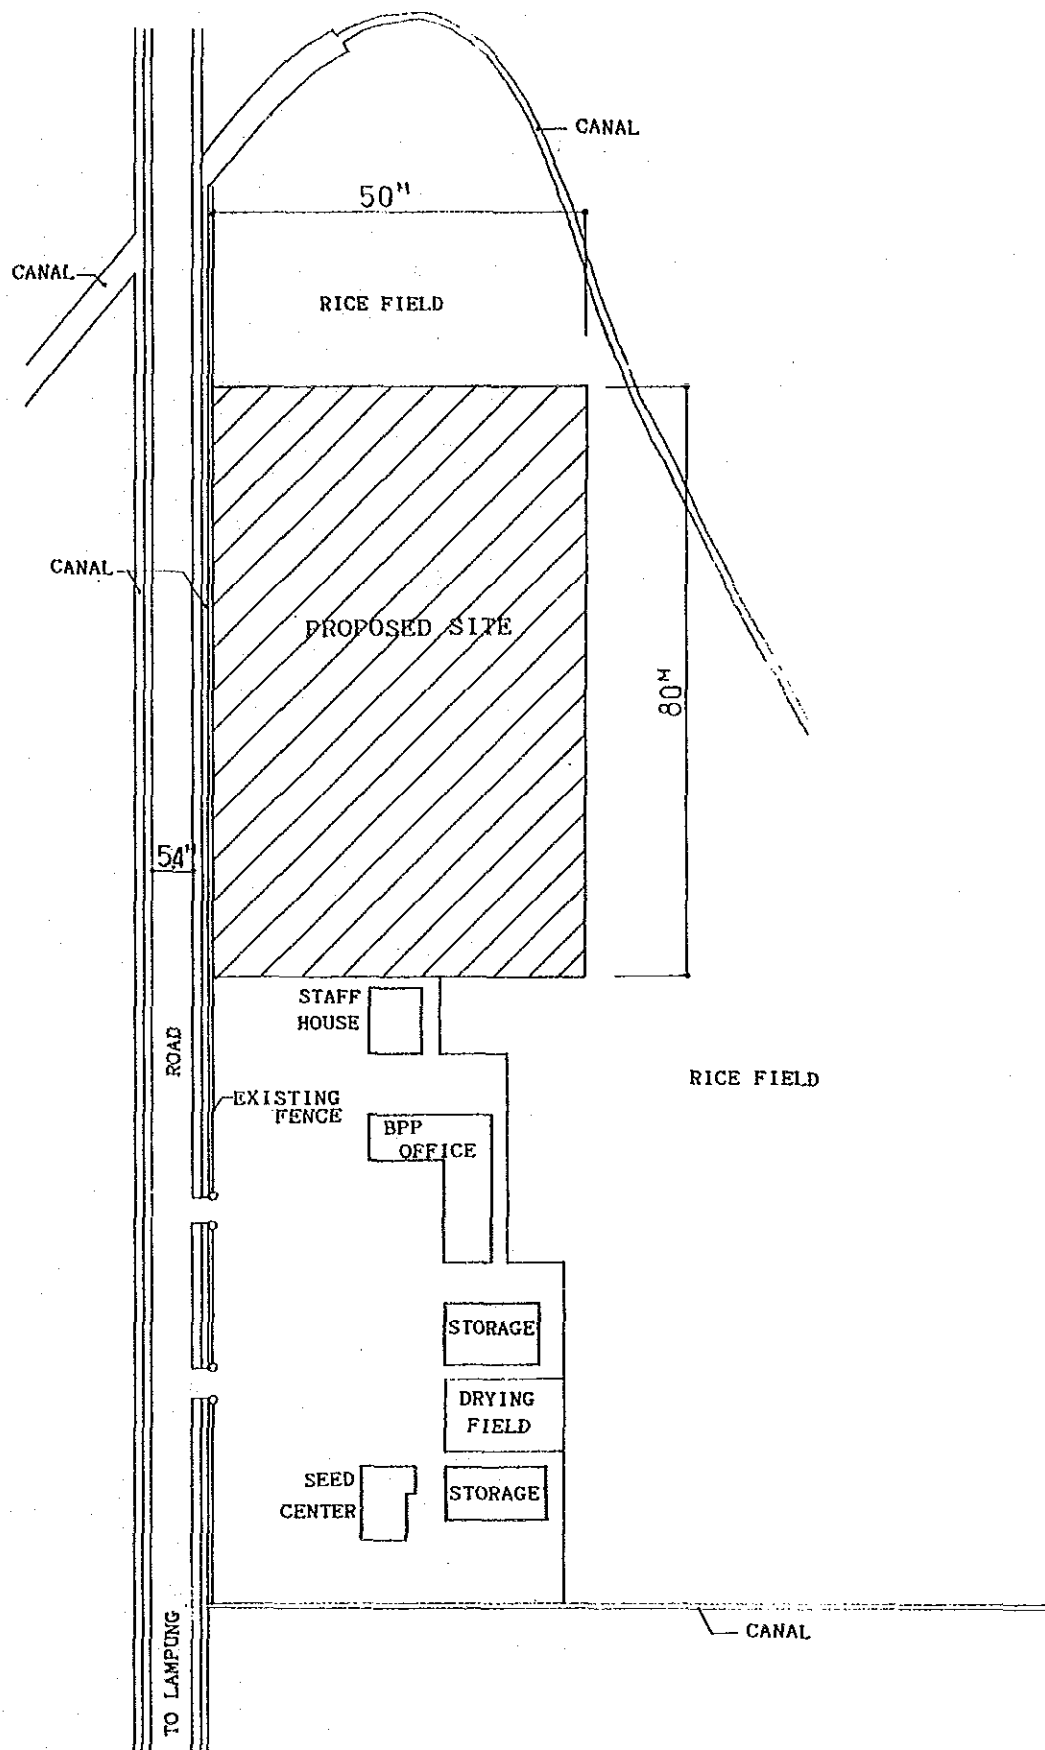 CANAL
50M
CANAL
RICE FIELD
CANAL
PROPOSED SITE
80M
54M
STAFF
HOUSE
ROAD
RICE FIELD
EXISTING
FENCE
BPP
OFFICE
STORAGE
DRYING
FIELD
SEED
CENTER
STORAGE
TO LAMPUNG
CANAL